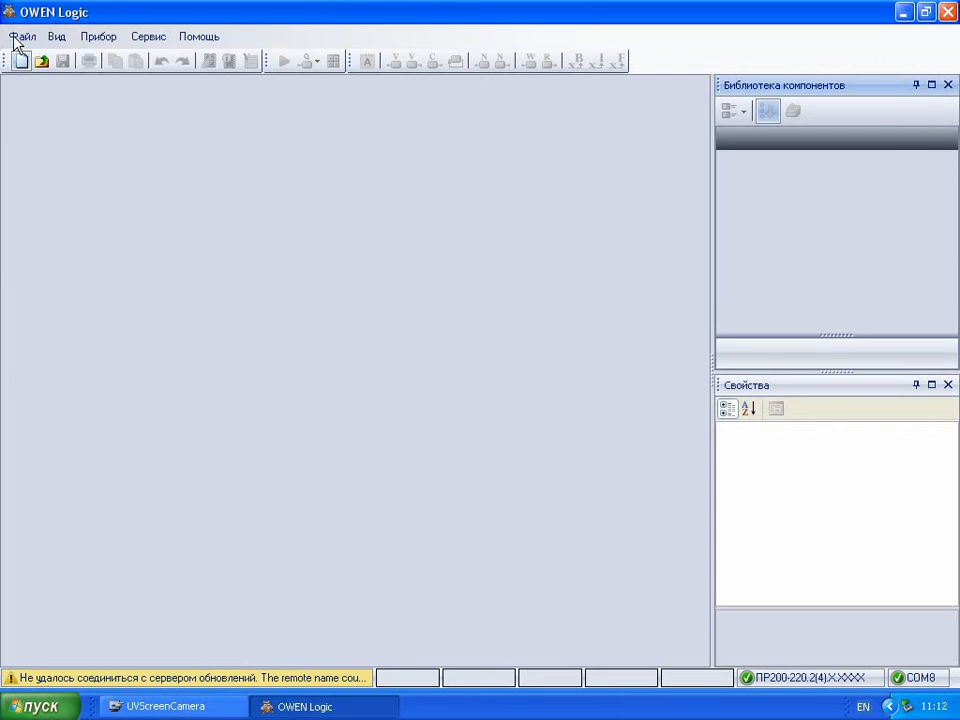 OWEN Logic
Файл Вид Прибор Сервис Помощь
Библиотека компонентов
Свойства
Не удалось соединиться с сервером обновлений. The remote name cou...
ПР200-220.2(4).X.XXXX
COM8
пуск
UVScreenCamera
OWEN Logic
EN
11:12